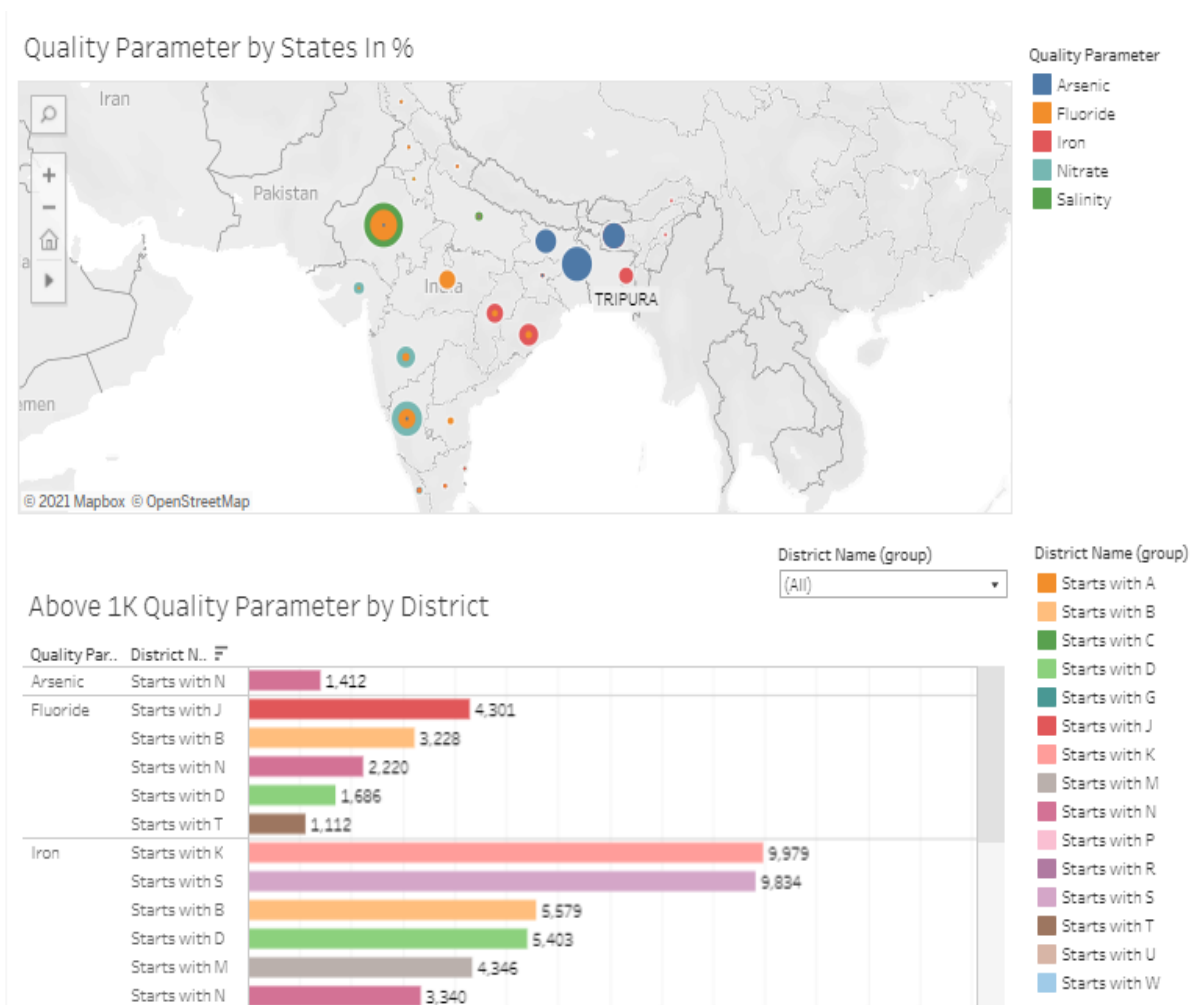 Quality Parameter by States In %
Quality Parameter
Arsenic
Fluoride
Iron
Nitrate
Salinity
Iran
Pakistan
TRIPURA
© 2021 Mapbox © OpenStreetMap
District Name (group)
(All)
District Name (group)
Starts with A
Starts with B
Starts with C
Starts with D
Starts with G
Starts with J
Starts with K
Starts with M
Starts with N
Starts with P
Starts with R
Starts with S
Starts with T
Starts with U
Starts with W
Above 1K Quality Parameter by District
Quality Par.. District N..
Arsenic Starts with N 1,412
Fluoride Starts with J 4,301
Starts with B 3,228
Starts with N 2,220
Starts with D 1,686
Starts with T 1,112
Iron Starts with K 9,979
Starts with S 9,834
Starts with B 5,579
Starts with D 5,403
Starts with M 4,346
Starts with N 3,340